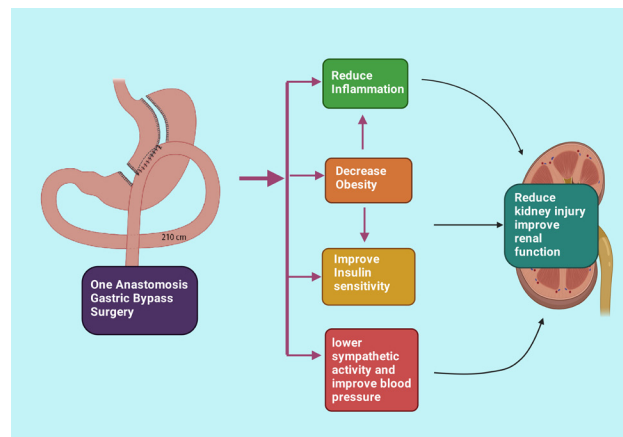 Reduce
Inflammation
Decrease
Obesity
210 cm
Reduce
kidney injury
improve
renal
function
One Anastomosis
Gastric Bypass
Surgery
Improve
Insulin
sensitivity
lower
sympathetic
activity and
improve blood
pressure